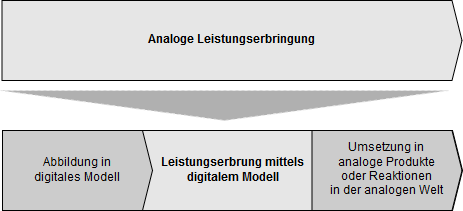 Analoge Leistungserbringung
Abbildung in
digitales Modell
Leistungserbrung mittels
digitalem Modell
Umsetzung in
analoge Produkte
oder Reaktionen
in der analogen Welt